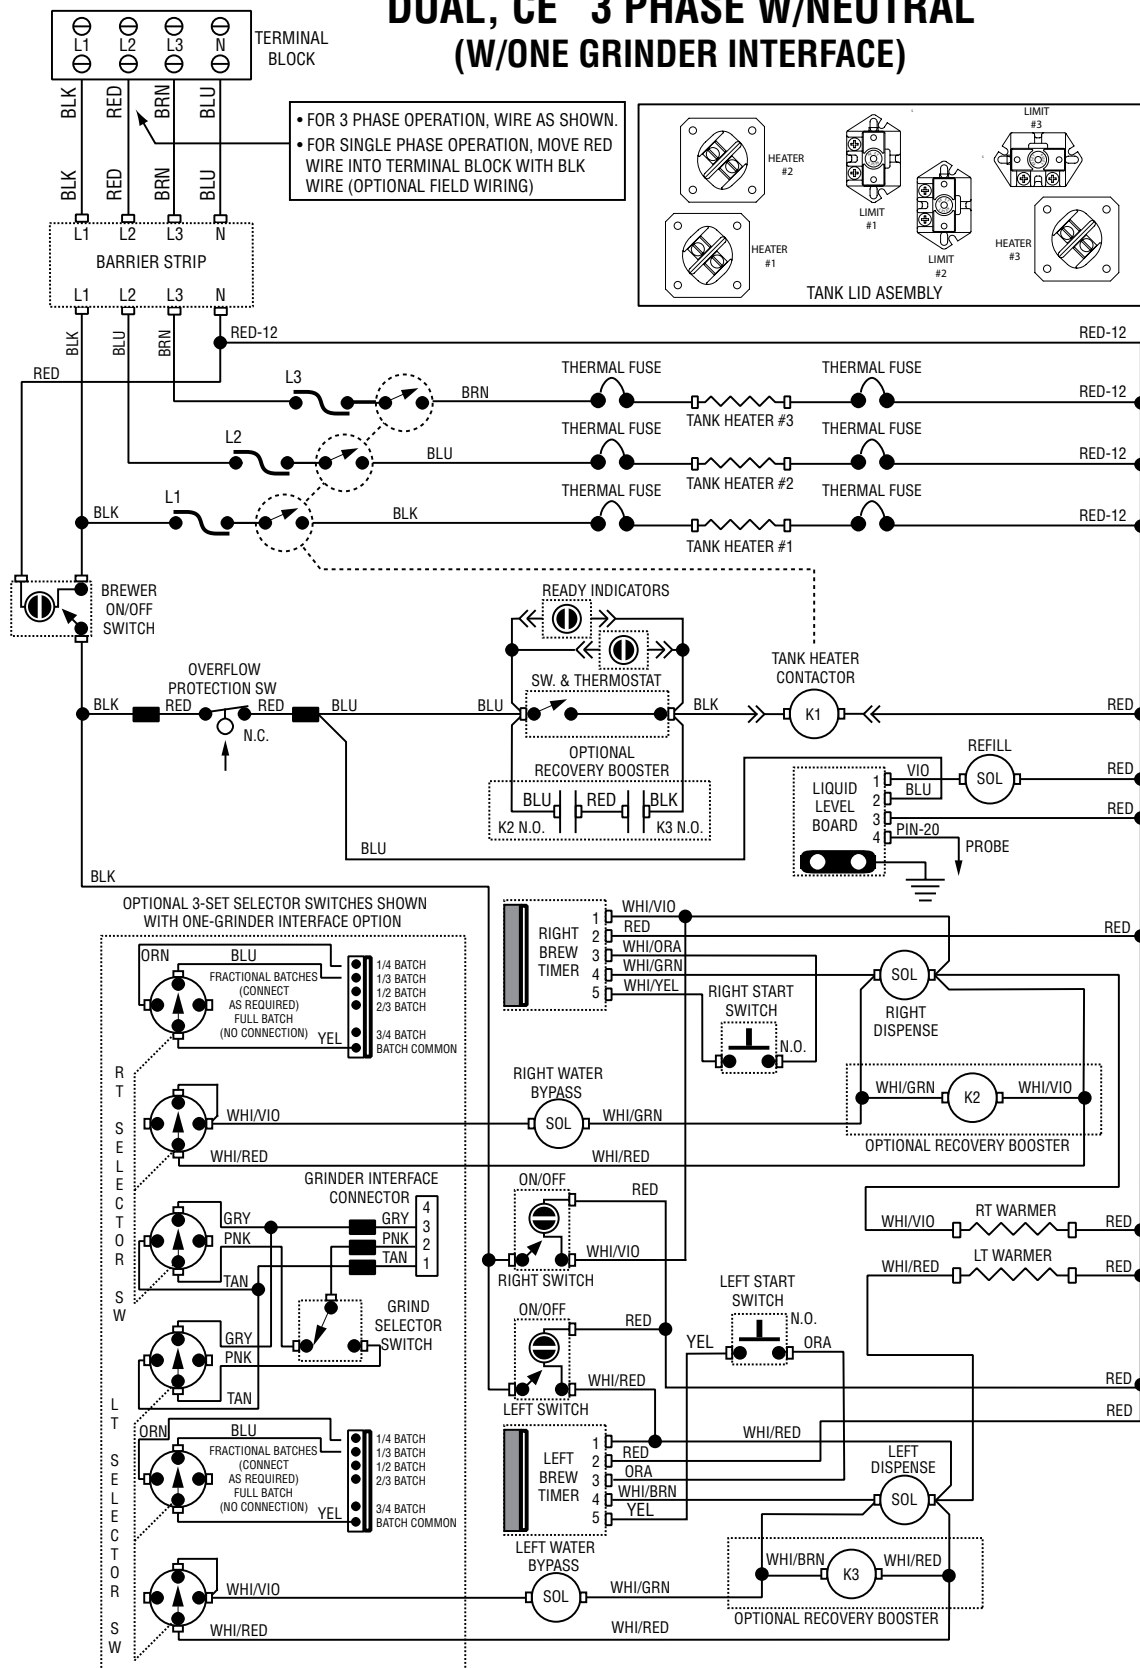 DUAL, CE 3 PHASE W/NEUTRAL
(W/ONE GRINDER INTERFACE)
L1 L2 L3 N
TERMINAL
BLOCK
BLK RED BRN BLU
• FOR 3 PHASE OPERATION, WIRE AS SHOWN.
• FOR SINGLE PHASE OPERATION, MOVE RED
WIRE INTO TERMINAL BLOCK WITH BLK
WIRE (OPTIONAL FIELD WIRING)
BLK RED BRN BLU
L1 L2 L3 N
BARRIER STRIP
L1 L2 L3 N
HEATER
#2
LIMIT
#1
LIMIT
#3
HEATER
#1
LIMIT
#2
HEATER
#3
TANK LID ASEMBLY
BLK BLU BRN
RED-12
RED-12
RED
L3
BRN
THERMAL FUSE
TANK HEATER #3
THERMAL FUSE
RED-12
L2
BLU
THERMAL FUSE
TANK HEATER #2
THERMAL FUSE
RED-12
L1
BLK
BLK
THERMAL FUSE
TANK HEATER #1
THERMAL FUSE
RED-12
BREWER
ON/OFF
SWITCH
READY INDICATORS
OVERFLOW
PROTECTION SW
BLK
RED
RED
N.C.
BLU
BLU
SW. & THERMOSTAT
BLK
TANK HEATER
CONTACTOR
K1
RED
OPTIONAL
RECOVERY BOOSTER
BLU RED BLK
K2 N.O.
K3 N.O.
BLU
LIQUID
LEVEL
BOARD
1
2
3
4
VIO
BLU
PIN-20
PROBE
REFILL
SOL
RED
RED
BLK
OPTIONAL 3-SET SELECTOR SWITCHES SHOWN
WITH ONE-GRINDER INTERFACE OPTION
ORN
BLU
FRACTIONAL BATCHES
(CONNECT
AS REQUIRED)
FULL BATCH
(NO CONNECTION)
YEL
1/4 BATCH
1/3 BATCH
1/2 BATCH
2/3 BATCH
3/4 BATCH
BATCH COMMON
RIGHT
BREW
TIMER
1 WHI/VIO
2 RED
3 WHI/ORA
4 WHI/GRN
5 WHI/YEL
RED
RIGHT START
SWITCH
N.O.
SOL
RIGHT
DISPENSE
WHI/GRN
K2
WHI/VIO
OPTIONAL RECOVERY BOOSTER
RT SELECTOR SW
WHI/VIO
RIGHT WATER
BYPASS
SOL
WHI/GRN
WHI/RED
WHI/RED
GRINDER INTERFACE
CONNECTOR
GRY
PNK
TAN
GRY
PNK
TAN
4
3
2
1
GRIND
SELECTOR
SWITCH
GRY
PNK
TAN
ON/OFF
RED
WHI/VIO
RIGHT SWITCH
ON/OFF
RED
WHI/RED
LEFT SWITCH
WHI/VIO
RT WARMER
RED
WHI/RED
LT WARMER
RED
LEFT START
SWITCH
N.O.
YEL
ORA
RED
RED
LT SELECTOR SW
ORN
BLU
FRACTIONAL BATCHES
(CONNECT
AS REQUIRED)
FULL BATCH
(NO CONNECTION)
YEL
1/4 BATCH
1/3 BATCH
1/2 BATCH
2/3 BATCH
3/4 BATCH
BATCH COMMON
LEFT
BREW
TIMER
1
2 RED
3 ORA
4 WHI/BRN
5 YEL
WHI/RED
LEFT
DISPENSE
SOL
WHI/BRN
K3
WHI/RED
OPTIONAL RECOVERY BOOSTER
LEFT WATER
BYPASS
WHI/VIO
SOL
WHI/GRN
WHI/RED
WHI/RED